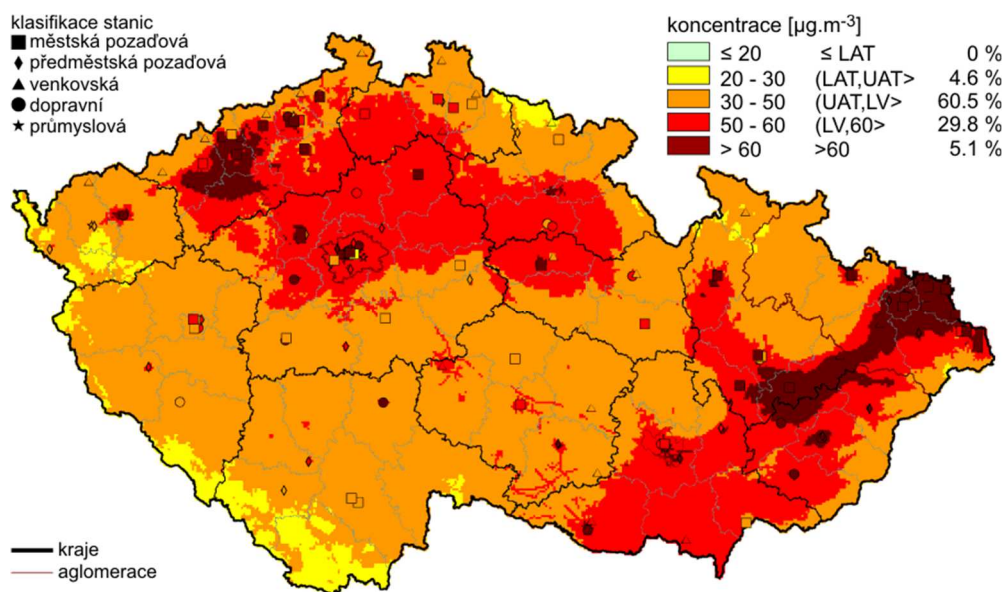 klasifikace stanic
městská pozaďová
předměstská pozaďová
venkovská
dopravní
průmyslová
koncentrace [µg.m⁻³]
≤ 20 ≤ LAT 0 %
20 - 30 (LAT,UAT> 4.6 %
30 - 50 (UAT,LV> 60.5 %
50 - 60 (LV,60> 29.8 %
> 60 >60 5.1 %
kraje
aglomerace